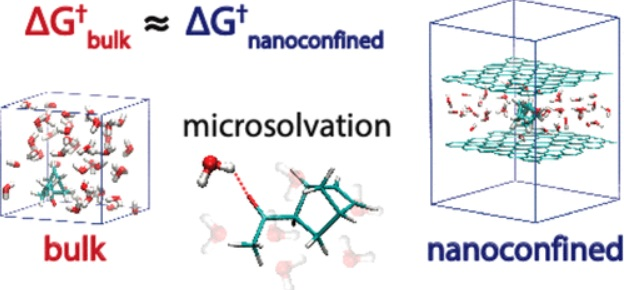 ΔG†bulk ≈ ΔG†nanoconfined
microsolvation
bulk
nanoconfined